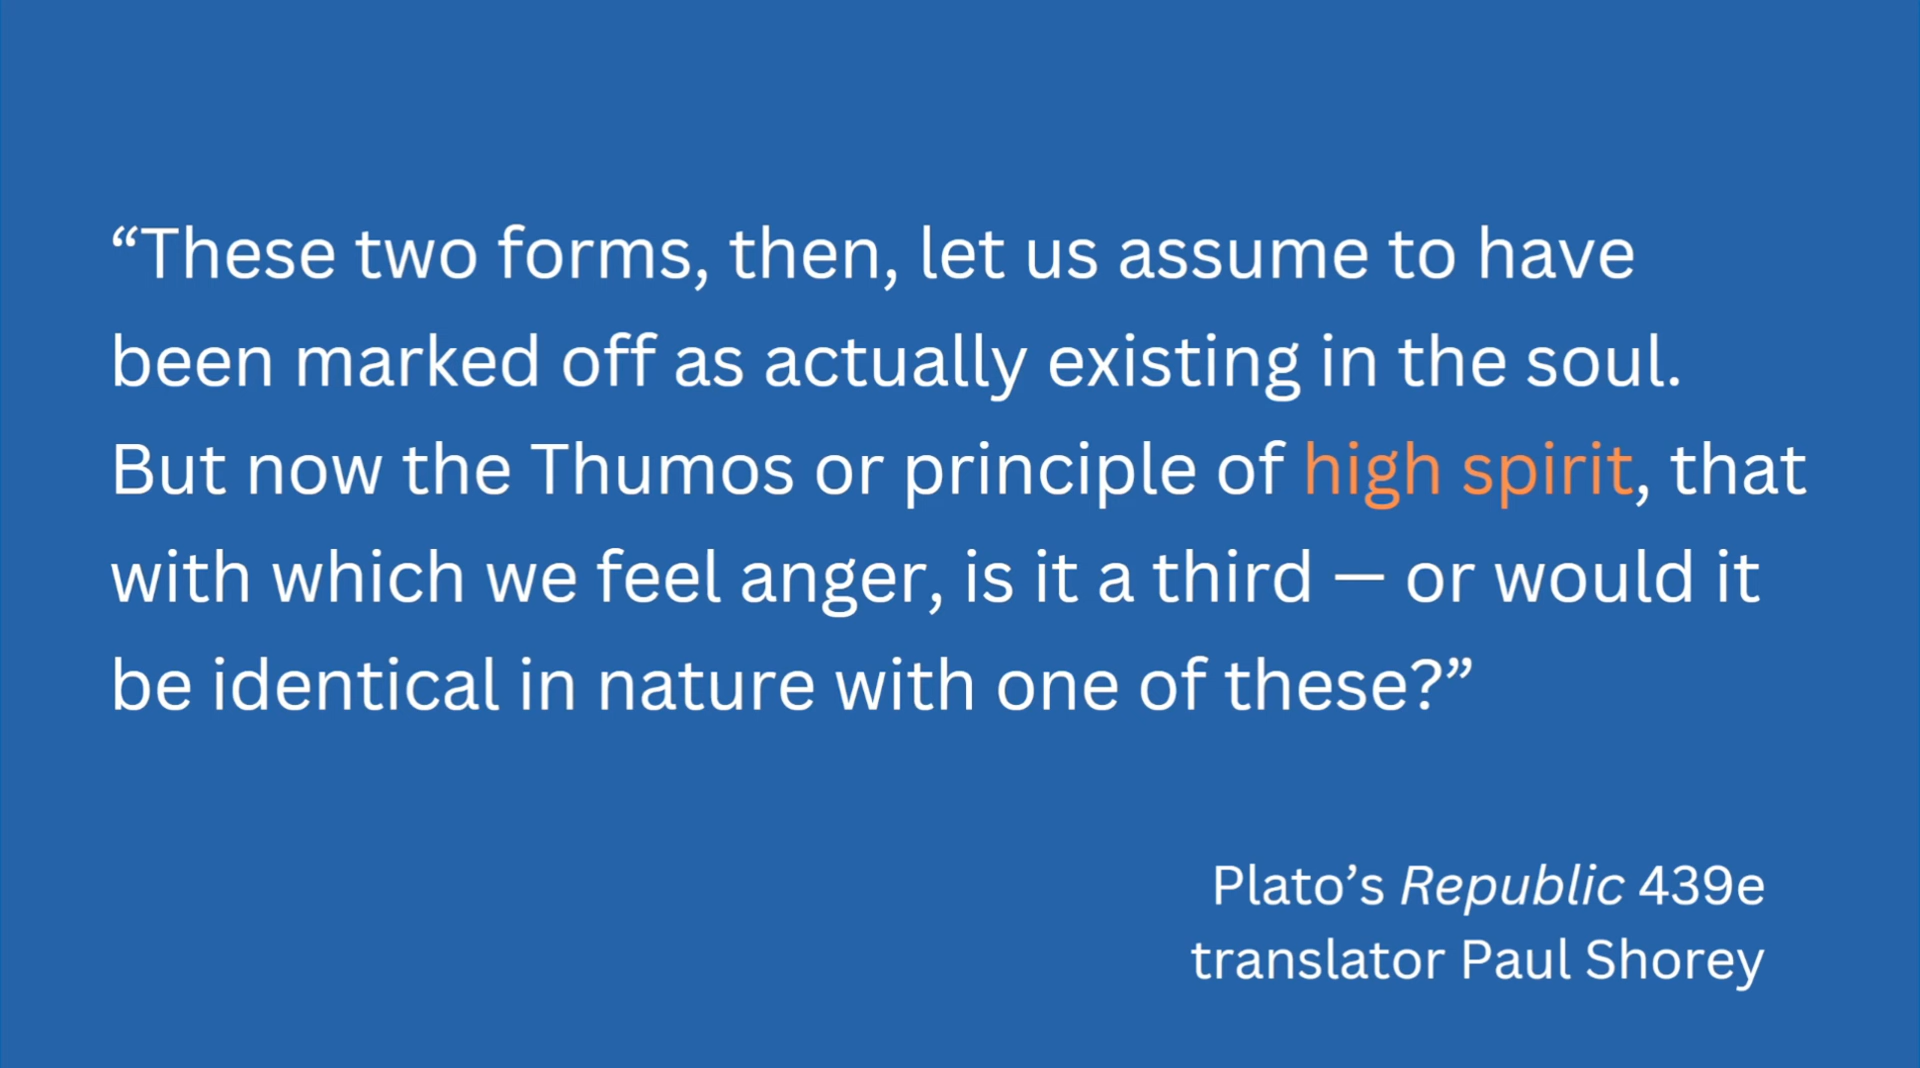 “These two forms, then, let us assume to have
been marked off as actually existing in the soul.
But now the Thumos or principle of high spirit, that
with which we feel anger, is it a third — or would it
be identical in nature with one of these?”
Plato’s Republic 439e
translator Paul Shorey